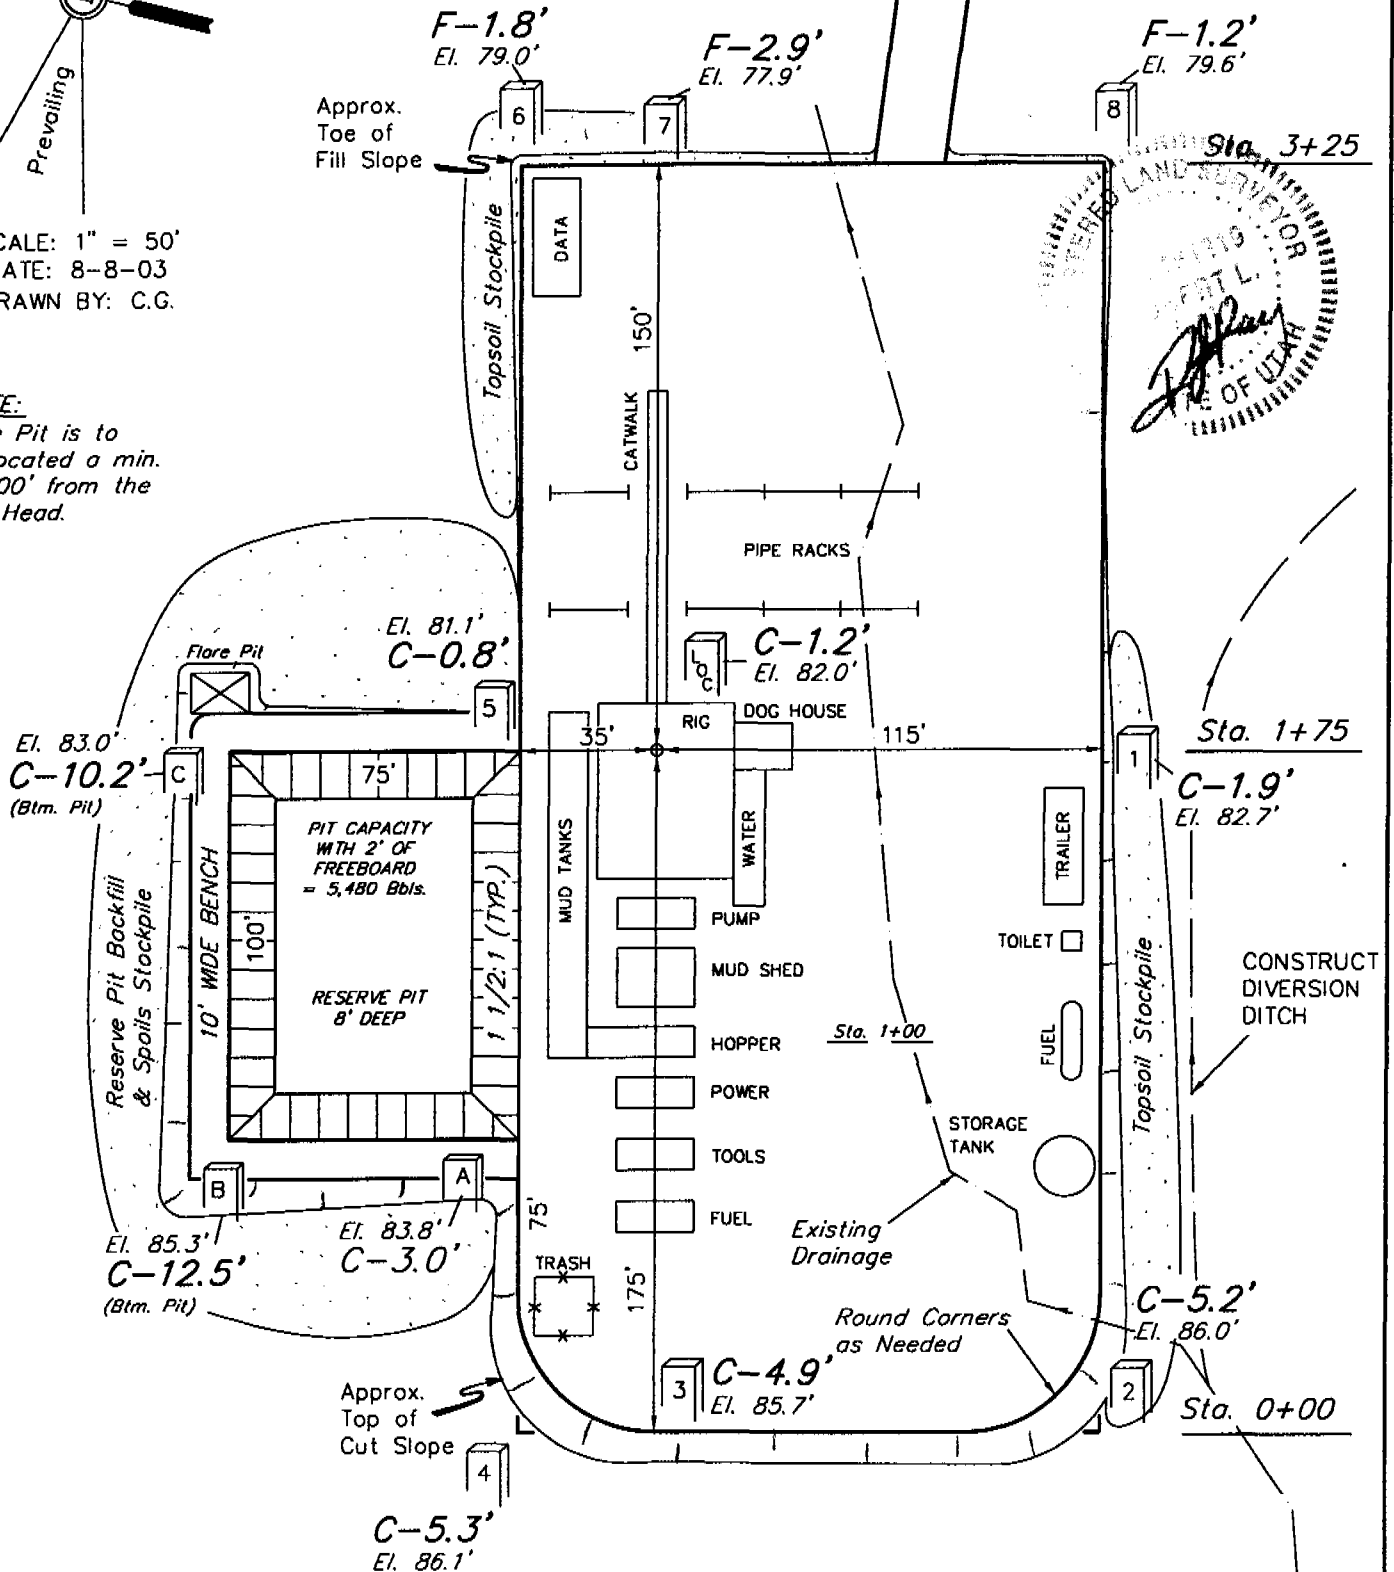 F-1.8'
El. 79.0'
F-2.9'
El. 77.9'
F-1.2'
El. 79.6'
Prevailing
Approx.
Toe of
Fill Slope
6
7
8
Sta. 3+25
CALE: 1" = 50'
ATE: 8-8-03
RAWN BY: C.G.
Topsoil Stockpile
DATA
150'
LAND SURVEYOR
OF UTAH
E:
Pit is to
ocated a min.
00' from the
Head.
CATWALK
PIPE RACKS
El. 81.1'
C-0.8'
Flare Pit
5
LOC
C-1.2'
El. 82.0'
RIG
DOG HOUSE
35'
115'
Sta. 1+75
El. 83.0'
C-10.2'
(Btm. Pit)
C
75'
1
C-1.9'
El. 82.7'
PIT CAPACITY
WITH 2' OF
FREEBOARD
= 5,480 Bbls.
MUD TANKS
WATER
TRAILER
Reserve Pit Backfill
& Spoils Stockpile
10' WIDE BENCH
100'
1 1/2:1 (TYP.)
PUMP
TOILET
MUD SHED
RESERVE PIT
8' DEEP
HOPPER
Sta. 1+00
FUEL
Topsoil Stockpile
CONSTRUCT
DIVERSION
DITCH
POWER
STORAGE
TANK
TOOLS
B
A
FUEL
75'
El. 85.3'
C-12.5'
(Btm. Pit)
El. 83.8'
C-3.0'
Existing
Drainage
TRASH
175'
Round Corners
as Needed
C-5.2'
El. 86.0'
3
C-4.9'
El. 85.7'
2
Sta. 0+00
Approx.
Top of
Cut Slope
4
C-5.3'
El. 86.1'